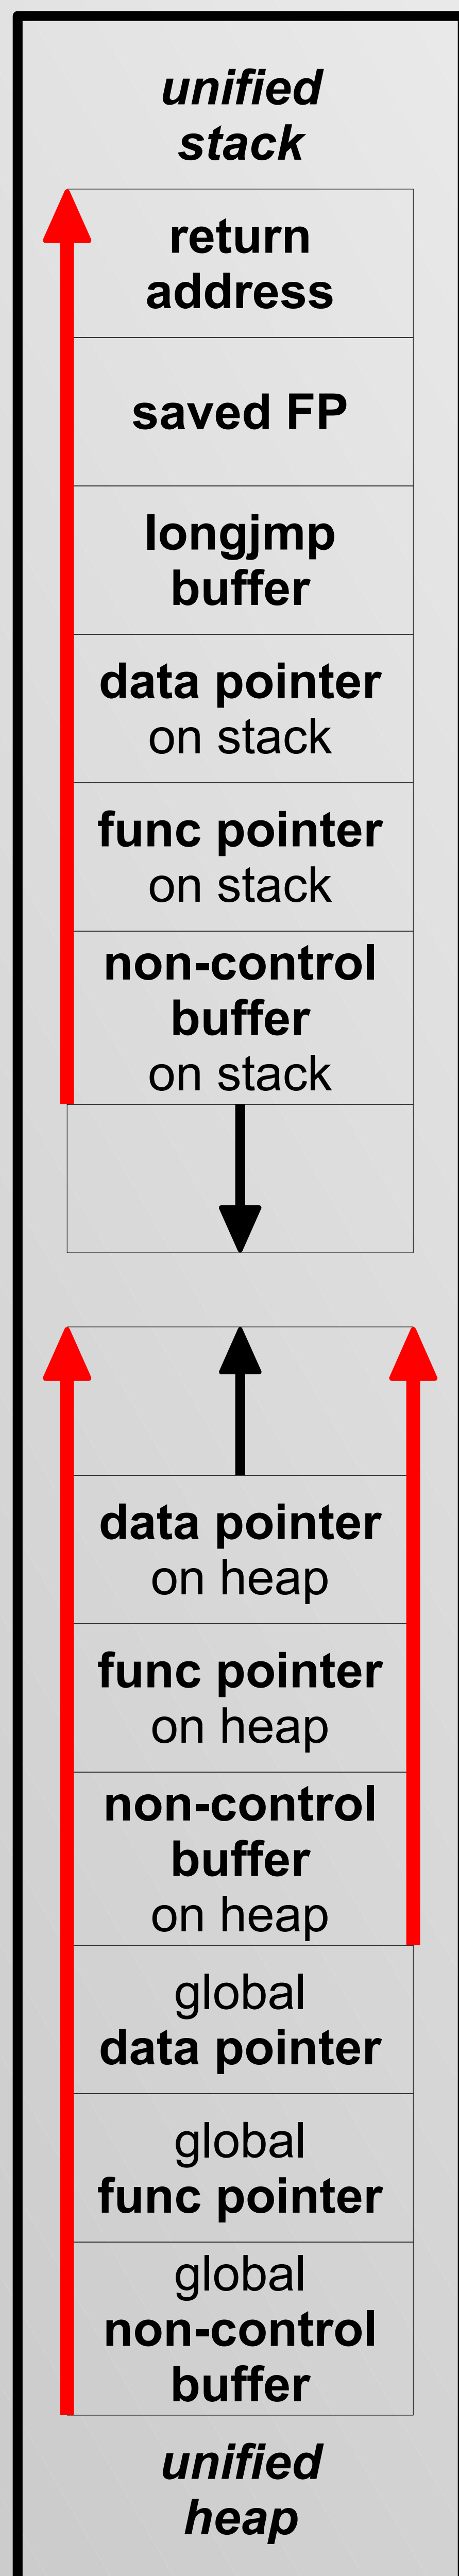 unified
stack
return
address
saved FP
longjmp
buffer
data pointer
on stack
func pointer
on stack
non-control
buffer
on stack
data pointer
on heap
func pointer
on heap
non-control
buffer
on heap
global
data pointer
global
func pointer
global
non-control
buffer
unified
heap